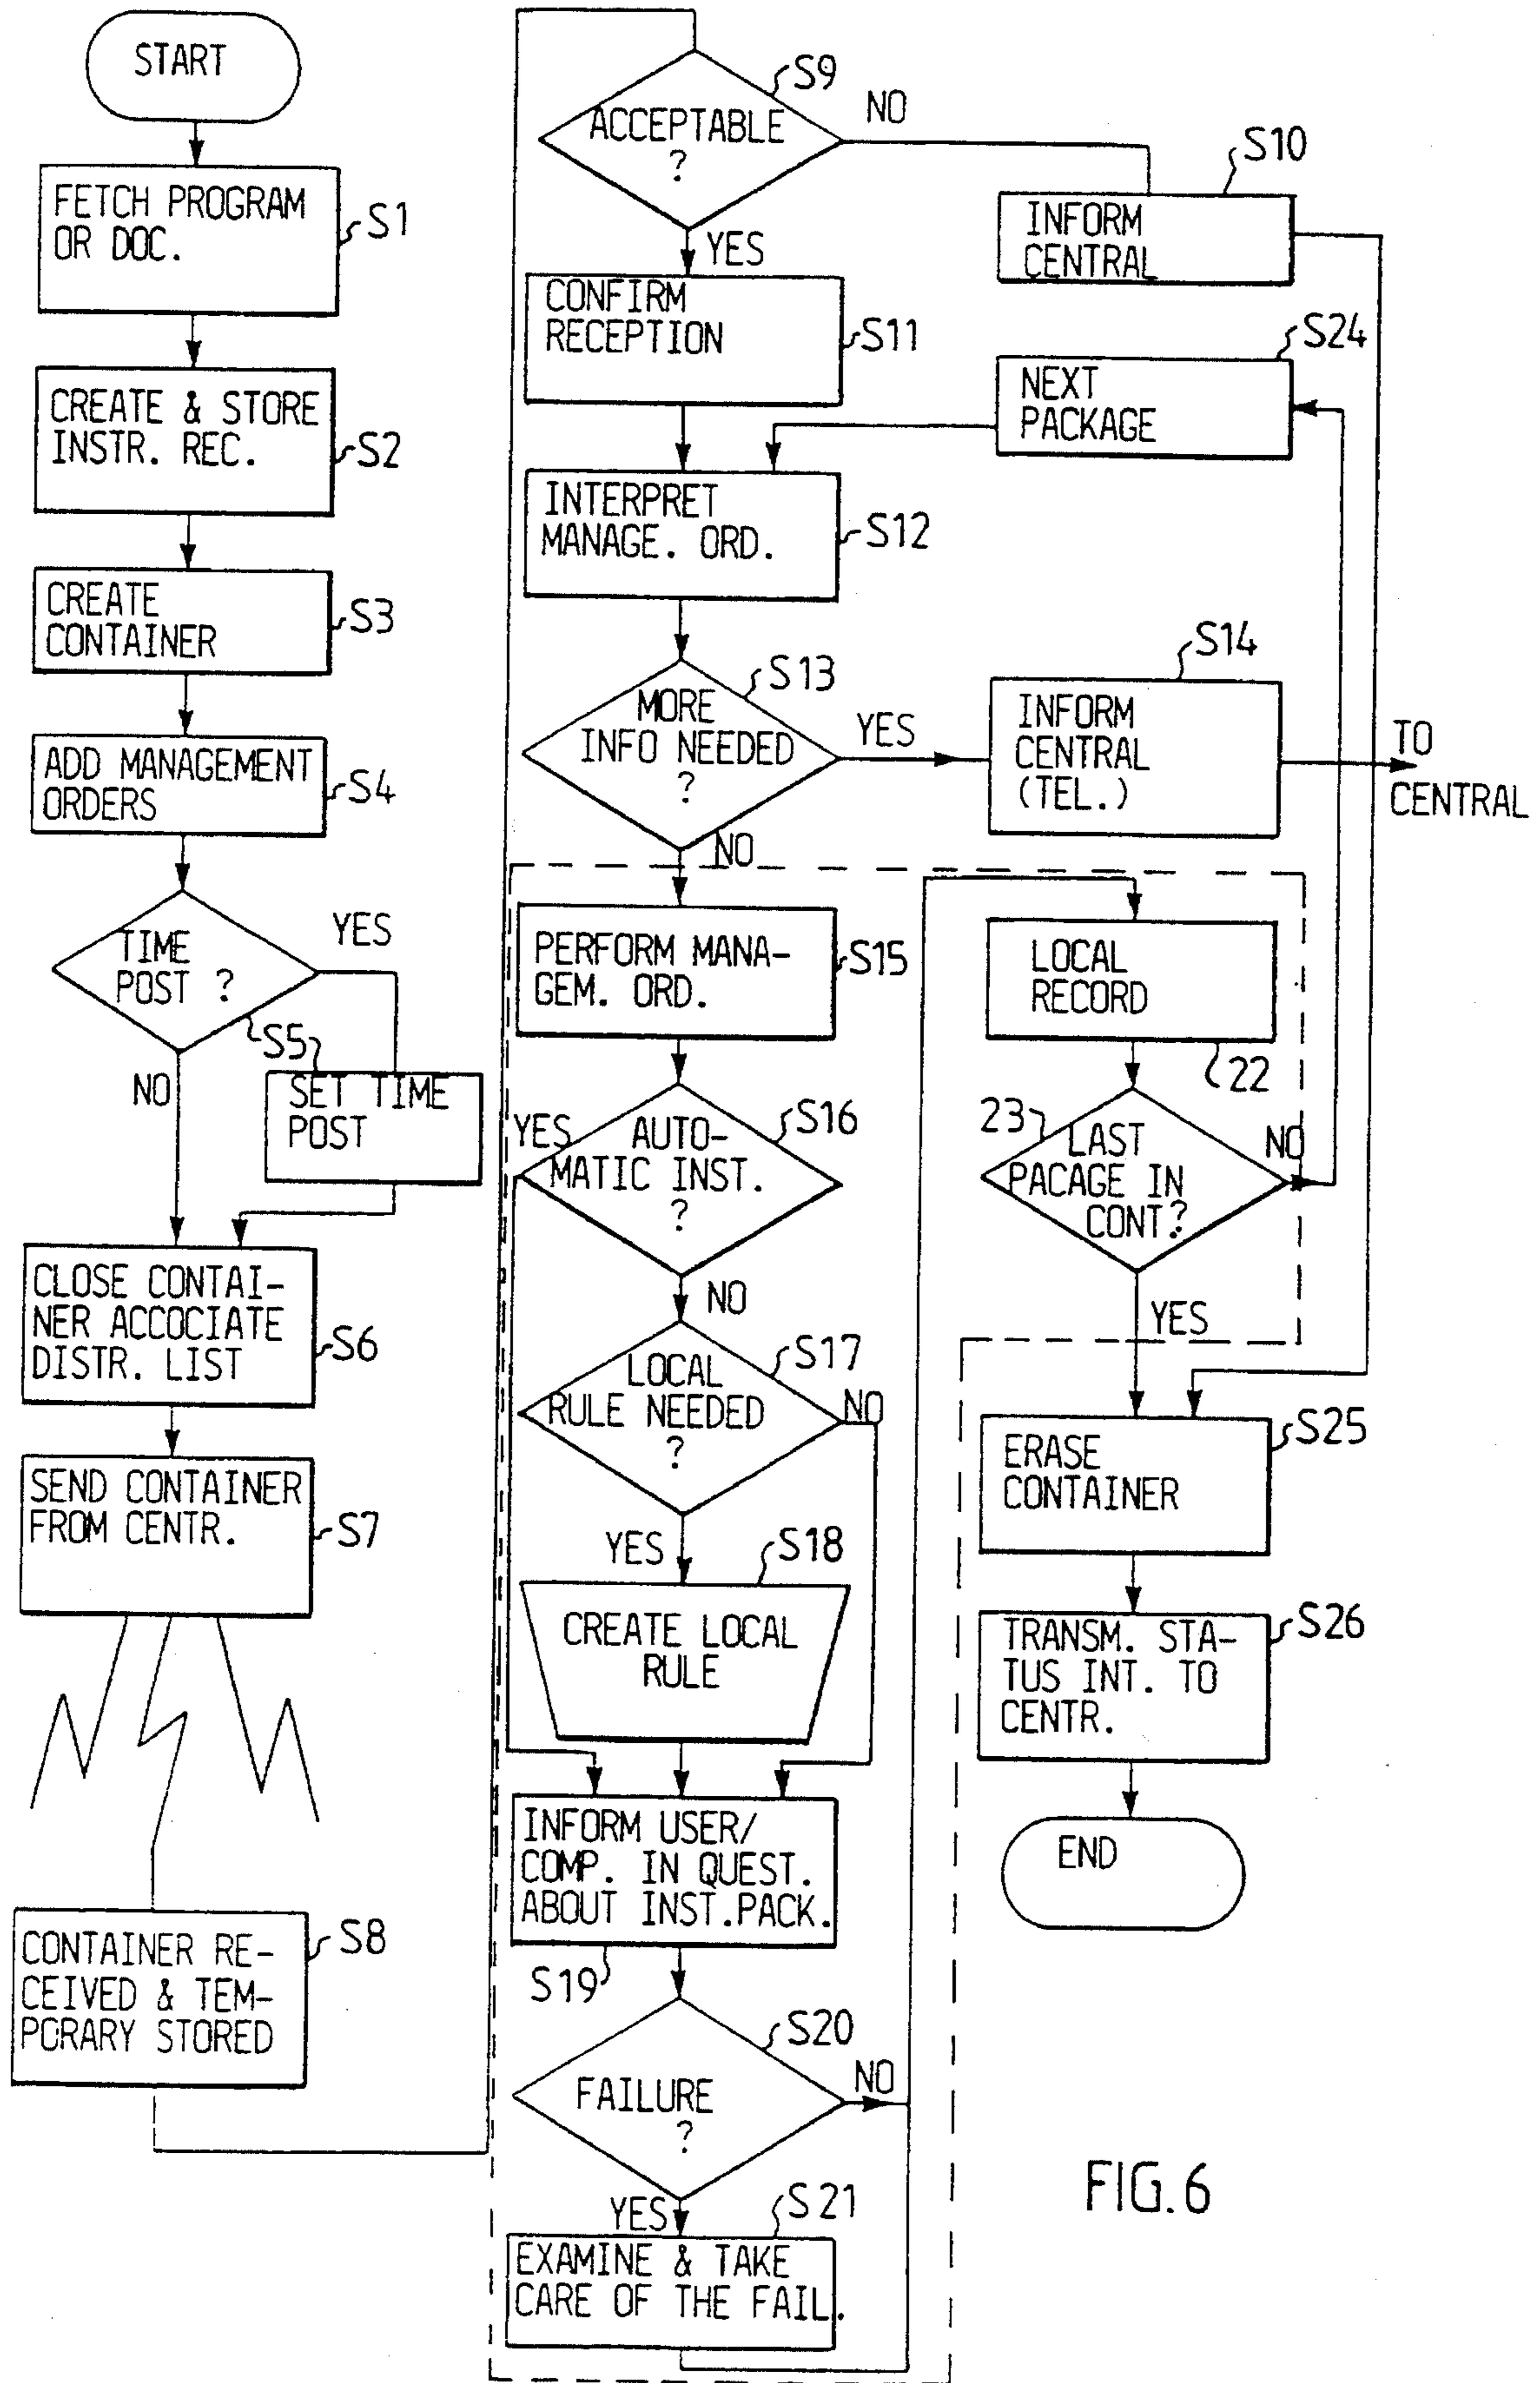 START
FETCH PROGRAM
OR DOC.
S1
CREATE & STORE
INSTR. REC.
S2
CREATE
CONTAINER
S3
ADD MANAGEMENT
ORDERS
S4
TIME
POST ?
YES
S5
NO
SET TIME
POST
CLOSE CONTAI-
NER ACCOCIATE
DISTR. LIST
S6
SEND CONTAINER
FROM CENTR.
S7
CONTAINER RE-
CEIVED & TEM-
PORARY STORED
S8
ACCEPTABLE
?
S9
NO
YES
INFORM
CENTRAL
S10
CONFIRM
RECEPTION
S11
NEXT
PACKAGE
S24
INTERPRET
MANAGE. ORD.
S12
MORE
INFO NEEDED
?
S13
YES
NO
INFORM
CENTRAL
(TEL.)
S14
TO
CENTRAL
PERFORM MANA-
GEM. ORD.
S15
AUTO-
MATIC INST.
?
S16
YES
NO
LOCAL
RULE NEEDED
?
S17
NO
YES
CREATE LOCAL
RULE
S18
INFORM USER/
COMP. IN QUEST.
ABOUT INST.PACK.
S19
FAILURE
?
S20
NO
YES
EXAMINE & TAKE
CARE OF THE FAIL.
S21
LOCAL
RECORD
22
LAST
PACAGE IN
CONT?
23
NO
YES
ERASE
CONTAINER
S25
TRANSM. STA-
TUS INT. TO
CENTR.
S26
END
FIG.6